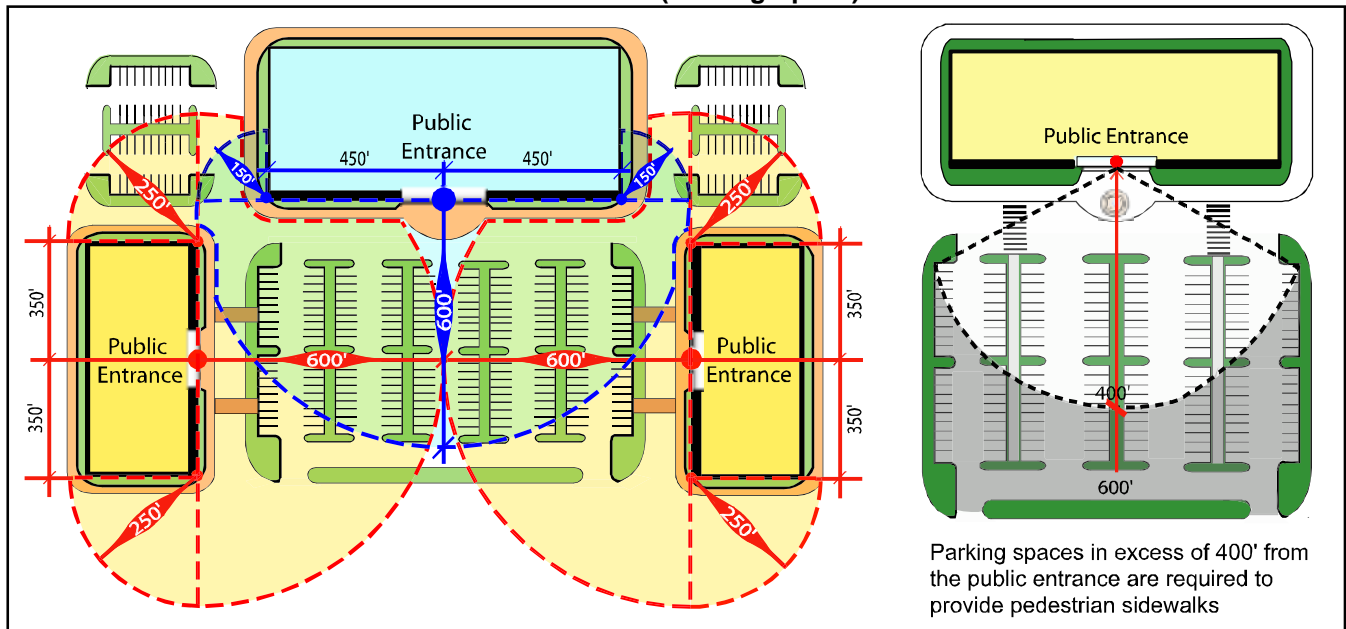 Public
Entrance
450'
450'
150'
150'
250'
250'
600'
350'
350'
Public
Entrance
600'
600'
Public
Entrance
350'
350'
250'
250'
Public Entrance
400'
600'
Parking spaces in excess of 400' from
the public entrance are required to
provide pedestrian sidewalks